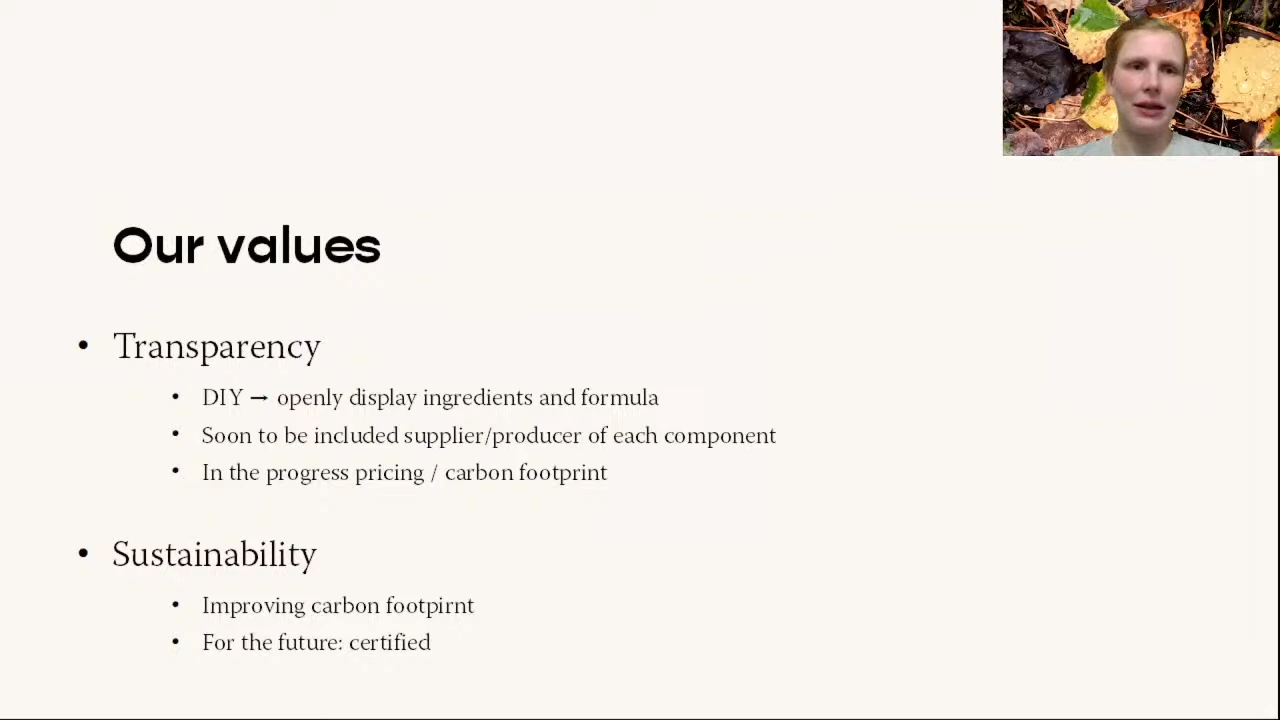 Our values
• Transparency
• DIY → openly display ingredients and formula
• Soon to be included supplier/producer of each component
• In the progress pricing / carbon footprint
• Sustainability
• Improving carbon footpirnt
• For the future: certified